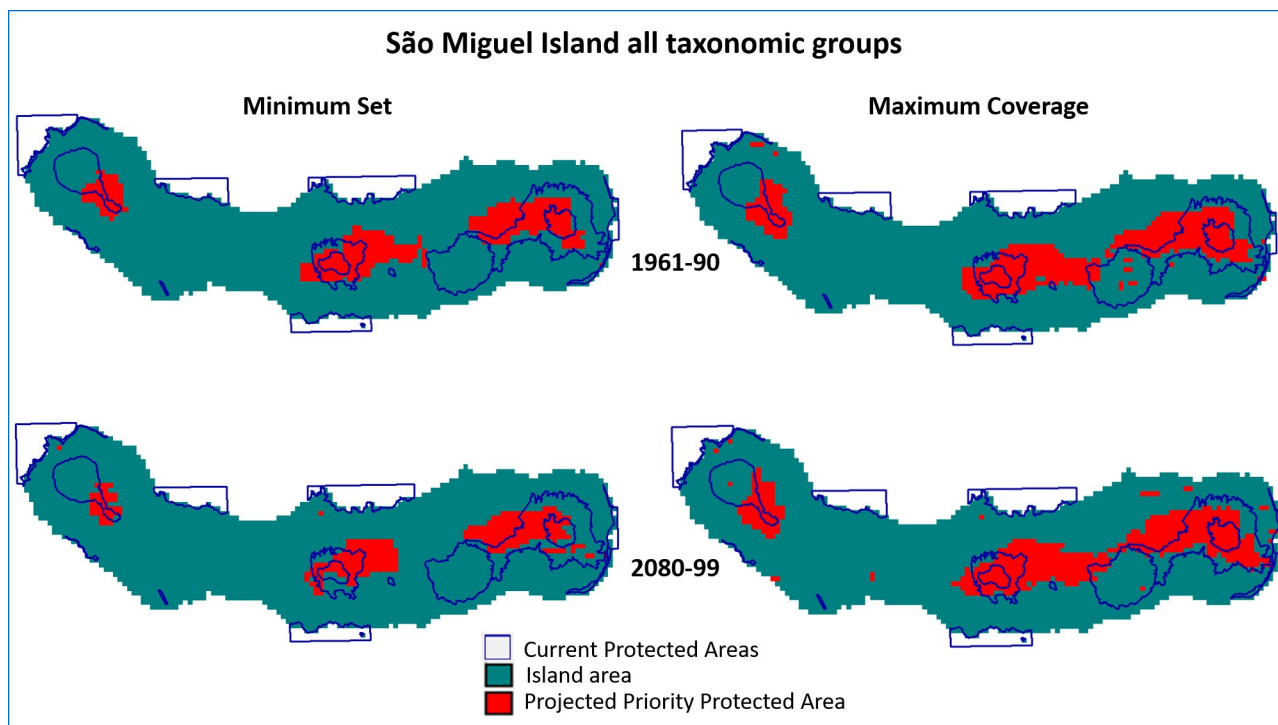 São Miguel Island all taxonomic groups
Minimum Set
Maximum Coverage
1961-90
2080-99
Current Protected Areas
Island area
Projected Priority Protected Area